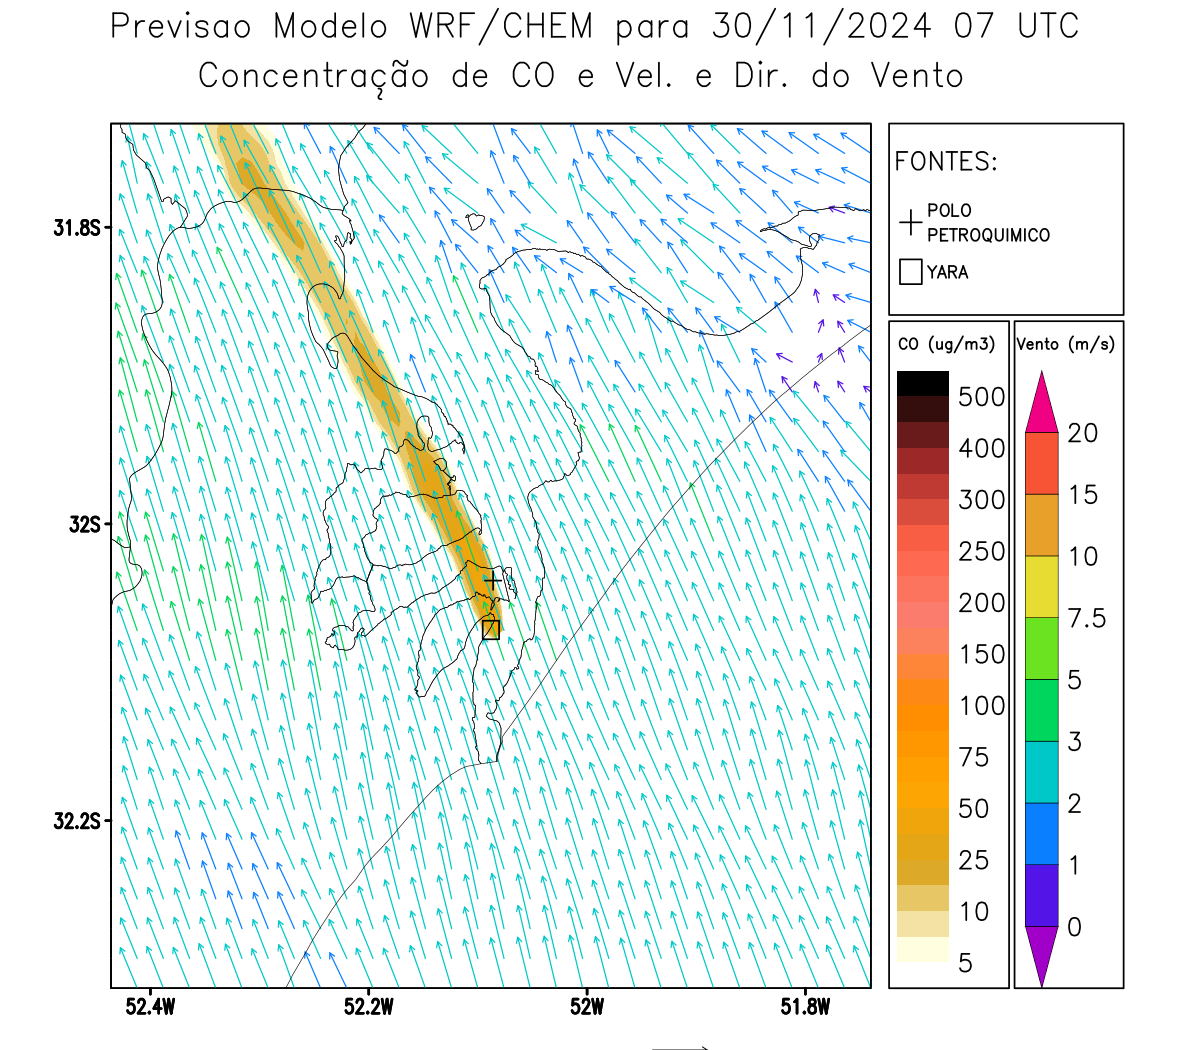 Previsao Modelo WRF/CHEM para 30/11/2024 07 UTC
Concentração de CO e Vel. e Dir. do Vento
FONTES:
POLO
PETROQUIMICO
YARA
CO (ug/m3)
500
400
300
250
200
150
100
75
50
25
10
5
Vento (m/s)
20
15
10
7.5
5
3
2
1
0
31.8S
32S
32.2S
52.4W
52.2W
52W
51.8W